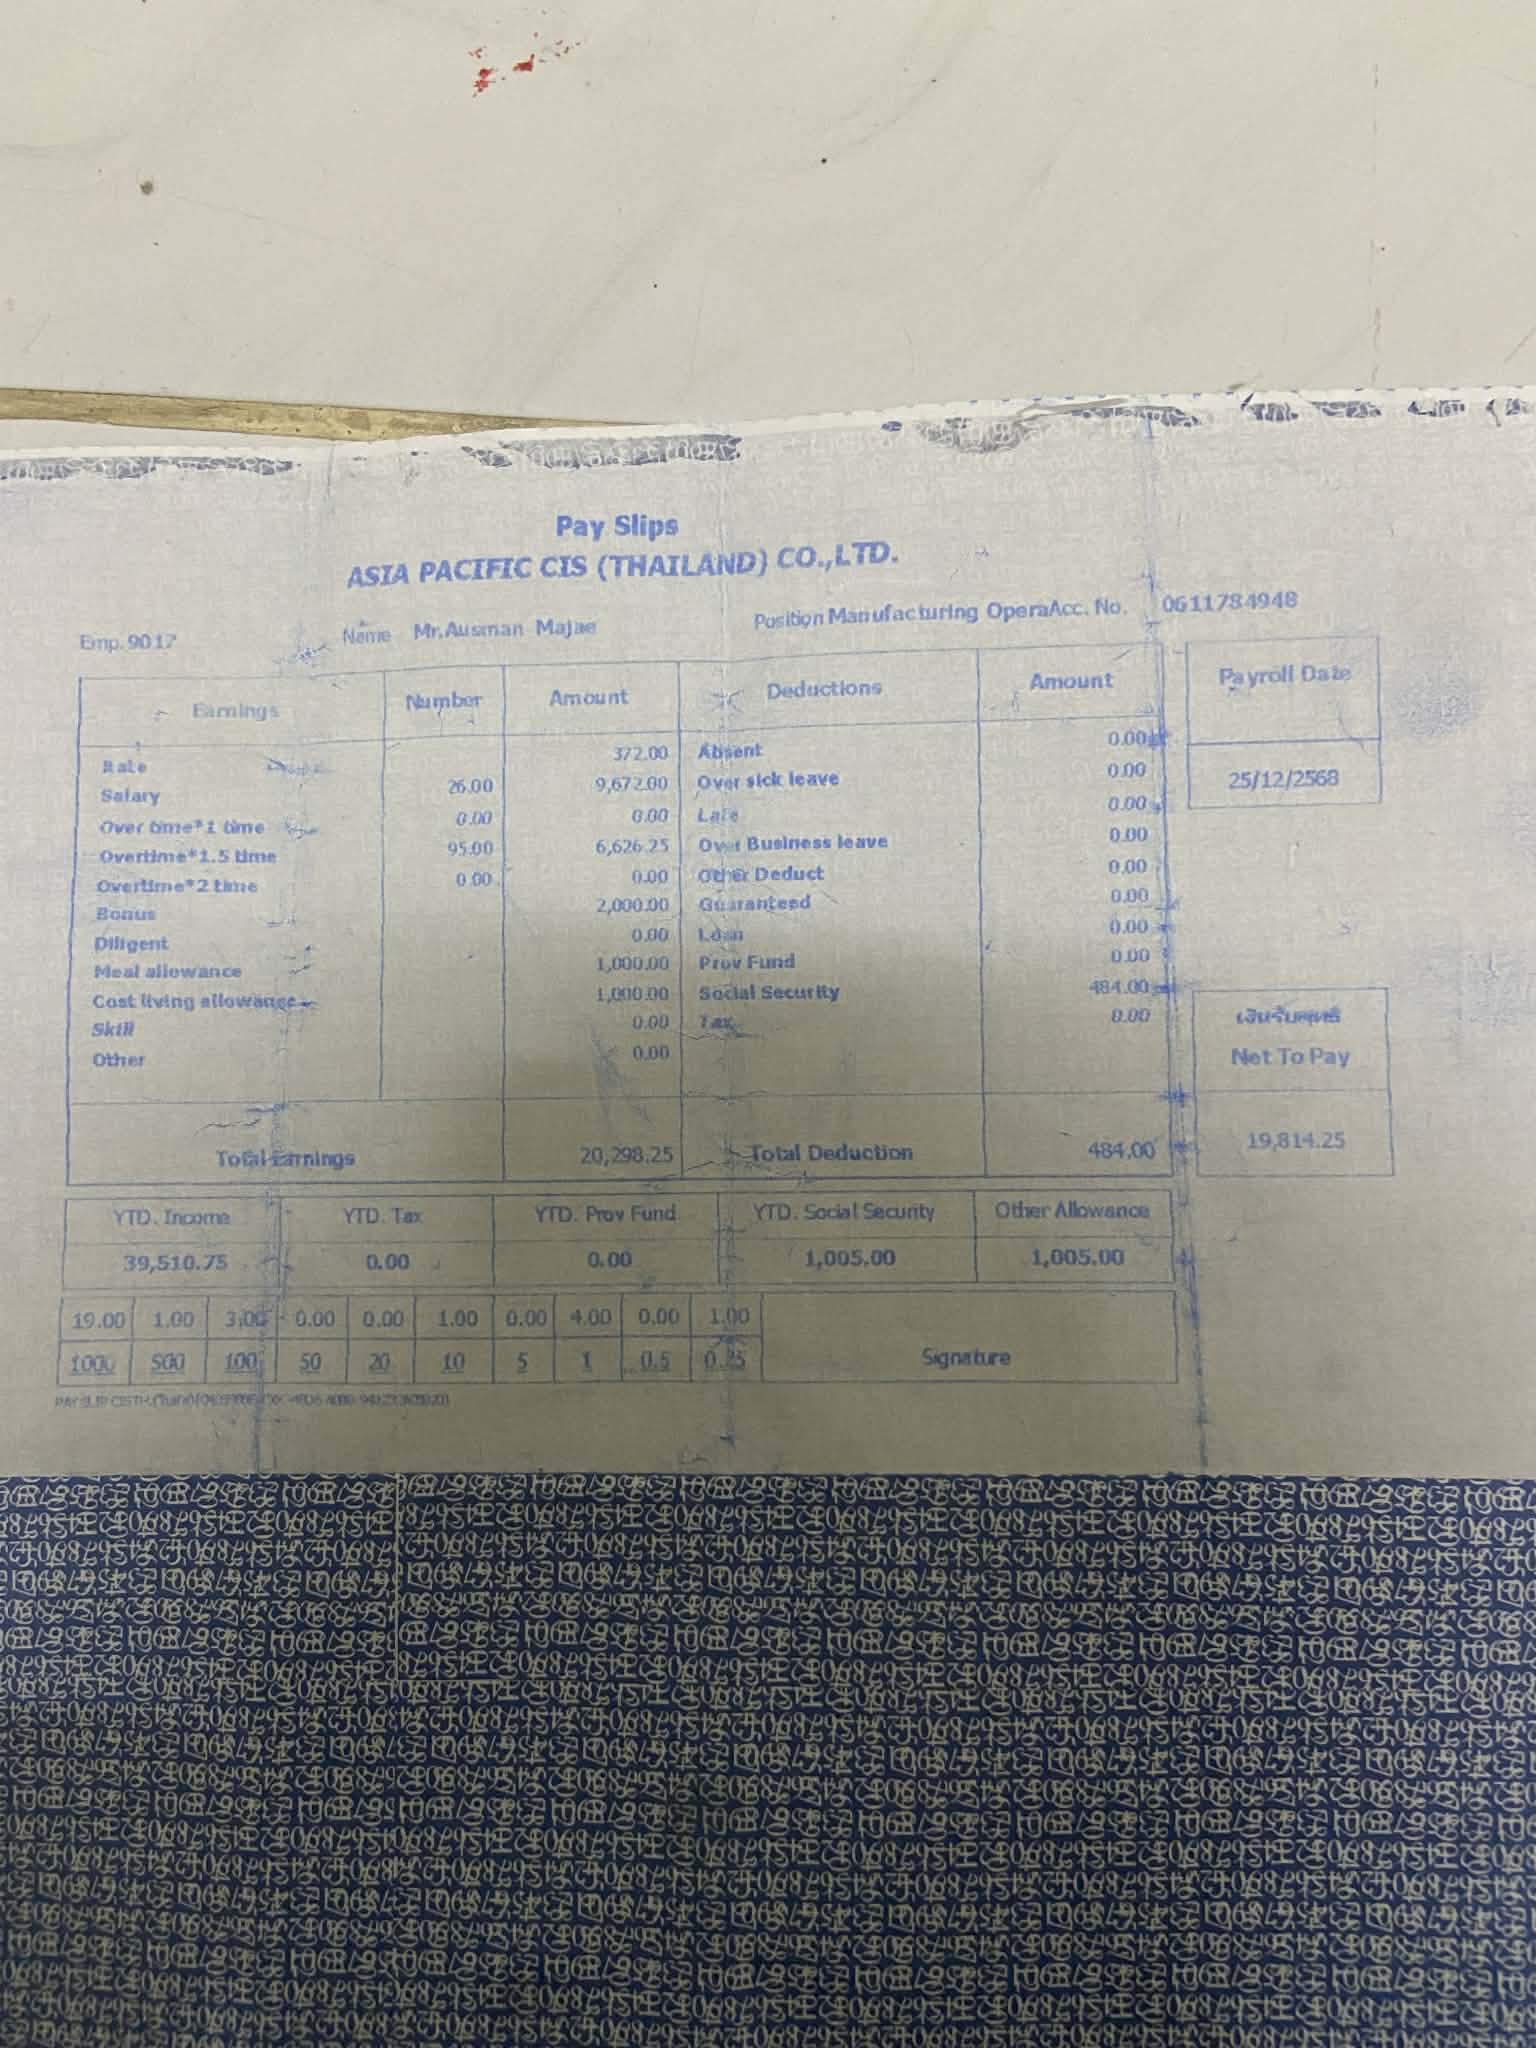 Pay Slips
ASIA PACIFIC CIS (THAILAND) CO.,LTD.
Emp. 9017 Name Mr.Ausman Majae Position Manufacturing OperaAcc. No. 0611784948
Earnings Number Amount Deductions Amount Payroll Date
Rate 372.00 Absent 0.00
Salary 26.00 9,672.00 Over sick leave 0.00 25/12/2568
Over time*1 time 0.00 0.00 Late 0.00
Overtime*1.5 time 95.00 6,626.25 Over Business leave 0.00
Overtime*2 time 0.00 0.00 Other Deduct 0.00
Bonus 2,000.00 Guaranteed 0.00
Diligent 0.00 Loan 0.00
Meal allowance 1,000.00 Prov Fund 0.00
Cost living allowance 1,000.00 Social Security 484.00
Skill 0.00 Tax 0.00 เงินรับสุทธิ
Other 0.00 Net To Pay
Total Earnings 20,298.25 Total Deduction 484.00 19,814.25
YTD. Income YTD. Tax YTD. Prov Fund YTD. Social Security Other Allowance
39,510.75 0.00 0.00 1,005.00 1,005.00
19.00 1.00 3.00 0.00 0.00 1.00 0.00 4.00 0.00 1.00
1000 500 100 50 20 10 5 1 0.5 0.25 Signature
PAY SLIP CISTH